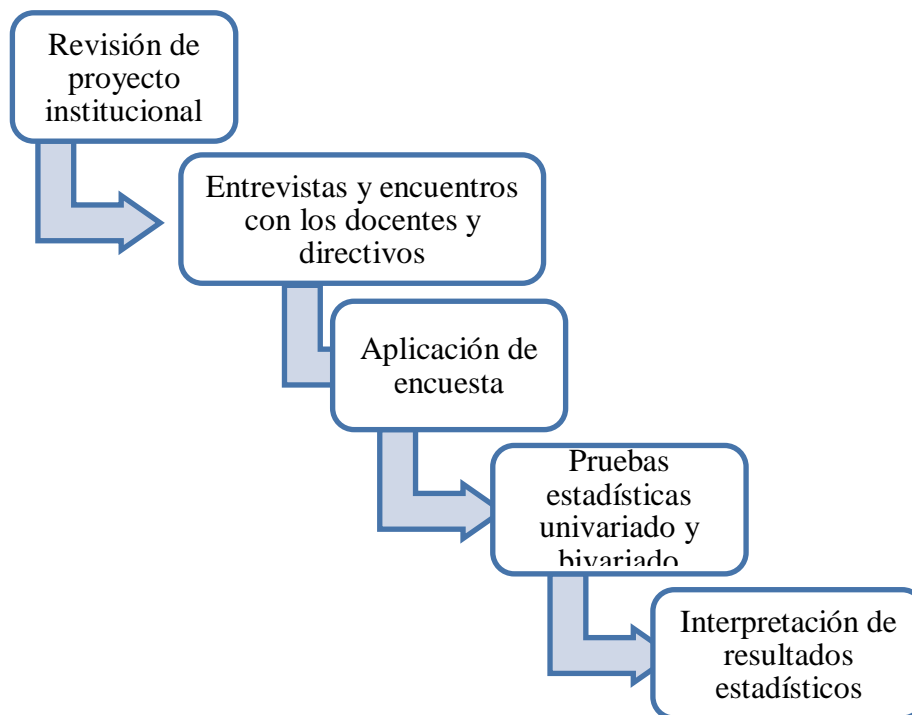 Revisión de
proyecto
institucional
Entrevistas y encuentros
con los docentes y
directivos
Aplicación de
encuesta
Pruebas
estadísticas
univariado y
bivariado
Interpretación de
resultados
estadísticos